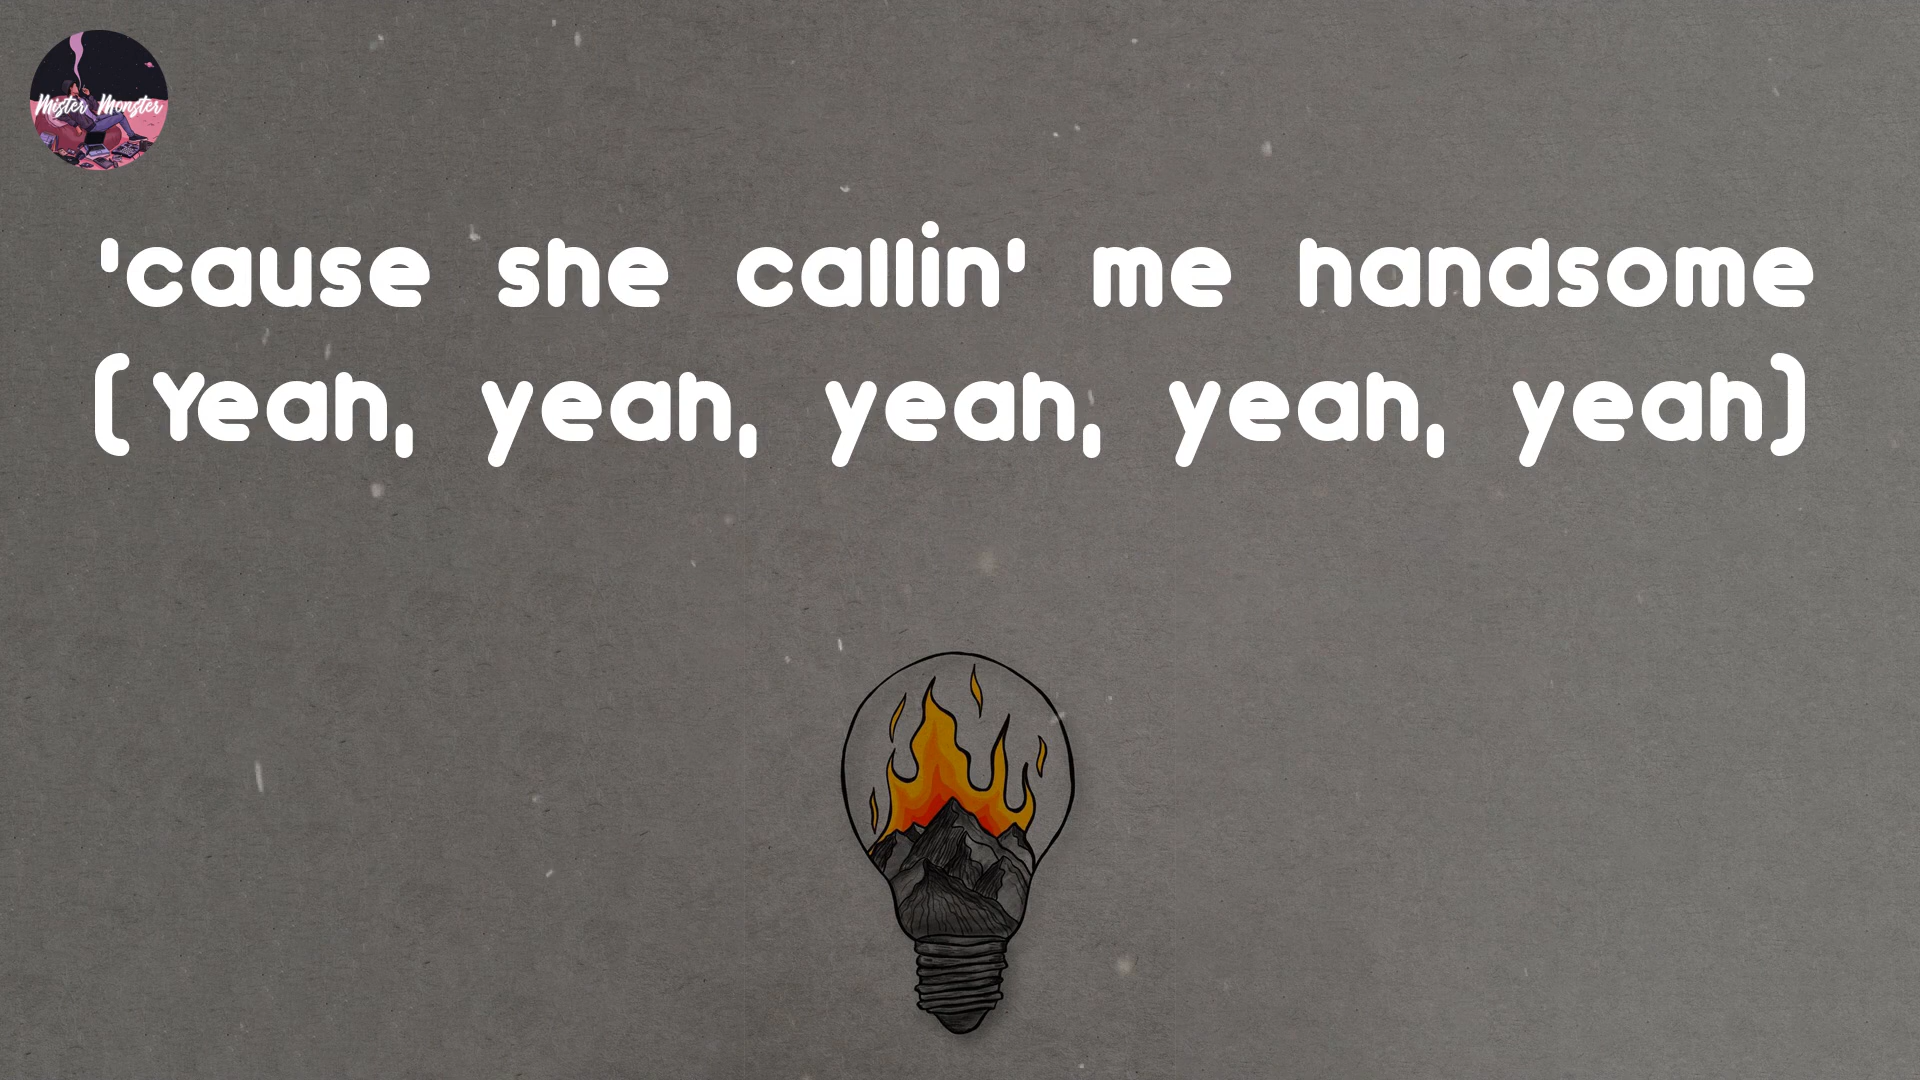 Mister Monster
'cause she callin' me handsome
(Yeah, yeah, yeah, yeah, yeah)